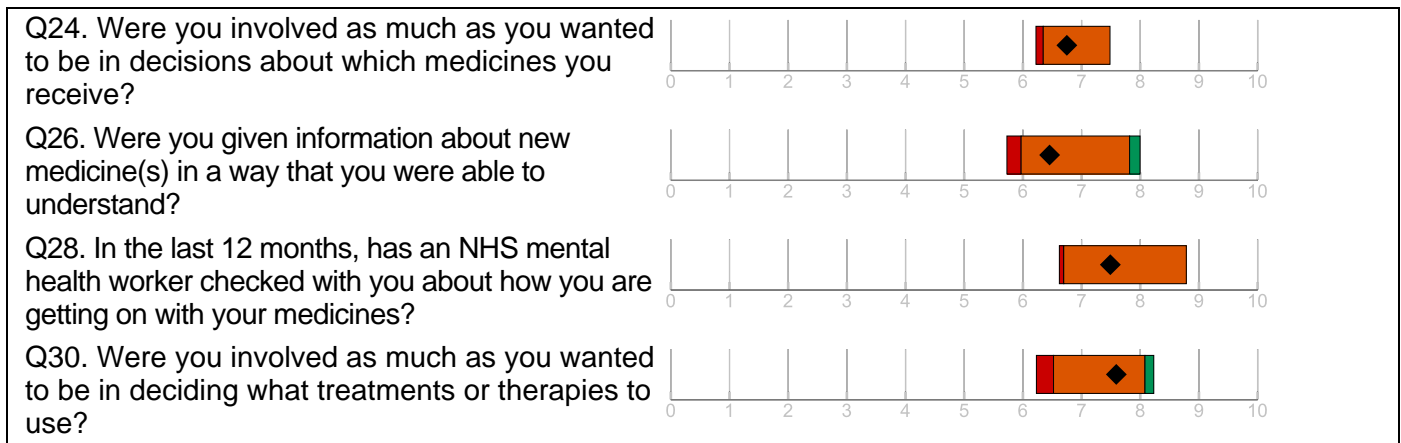 Q24. Were you involved as much as you wanted
to be in decisions about which medicines you
receive?
0 1 2 3 4 5 6 7 8 9 10
Q26. Were you given information about new
medicine(s) in a way that you were able to
understand?
0 1 2 3 4 5 6 7 8 9 10
Q28. In the last 12 months, has an NHS mental
health worker checked with you about how you are
getting on with your medicines?
0 1 2 3 4 5 6 7 8 9 10
Q30. Were you involved as much as you wanted
to be in deciding what treatments or therapies to
use?
0 1 2 3 4 5 6 7 8 9 10